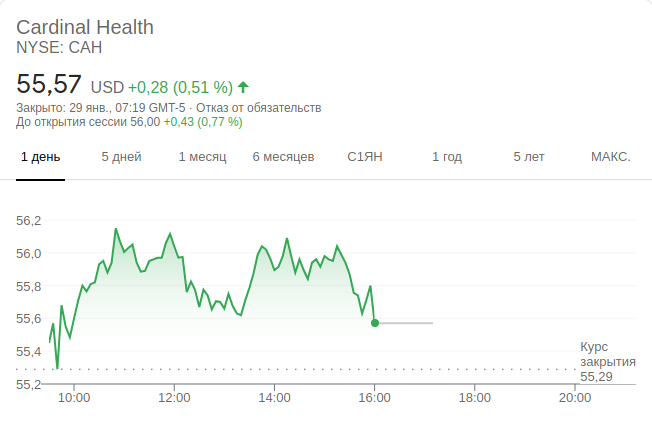 Cardinal Health
NYSE: CAH
55,57 USD +0,28 (0,51 %)
Закрыто: 29 янв., 07:19 GMT-5 · Отказ от обязательств
До открытия сессии 56,00 +0,43 (0,77 %)
1 день 5 дней 1 месяц 6 месяцев С1ЯН 1 год 5 лет МАКС.
56,2
56,0
55,8
55,6
55,4
55,2
Курс
закрытия
55,29
10:00 12:00 14:00 16:00 18:00 20:00